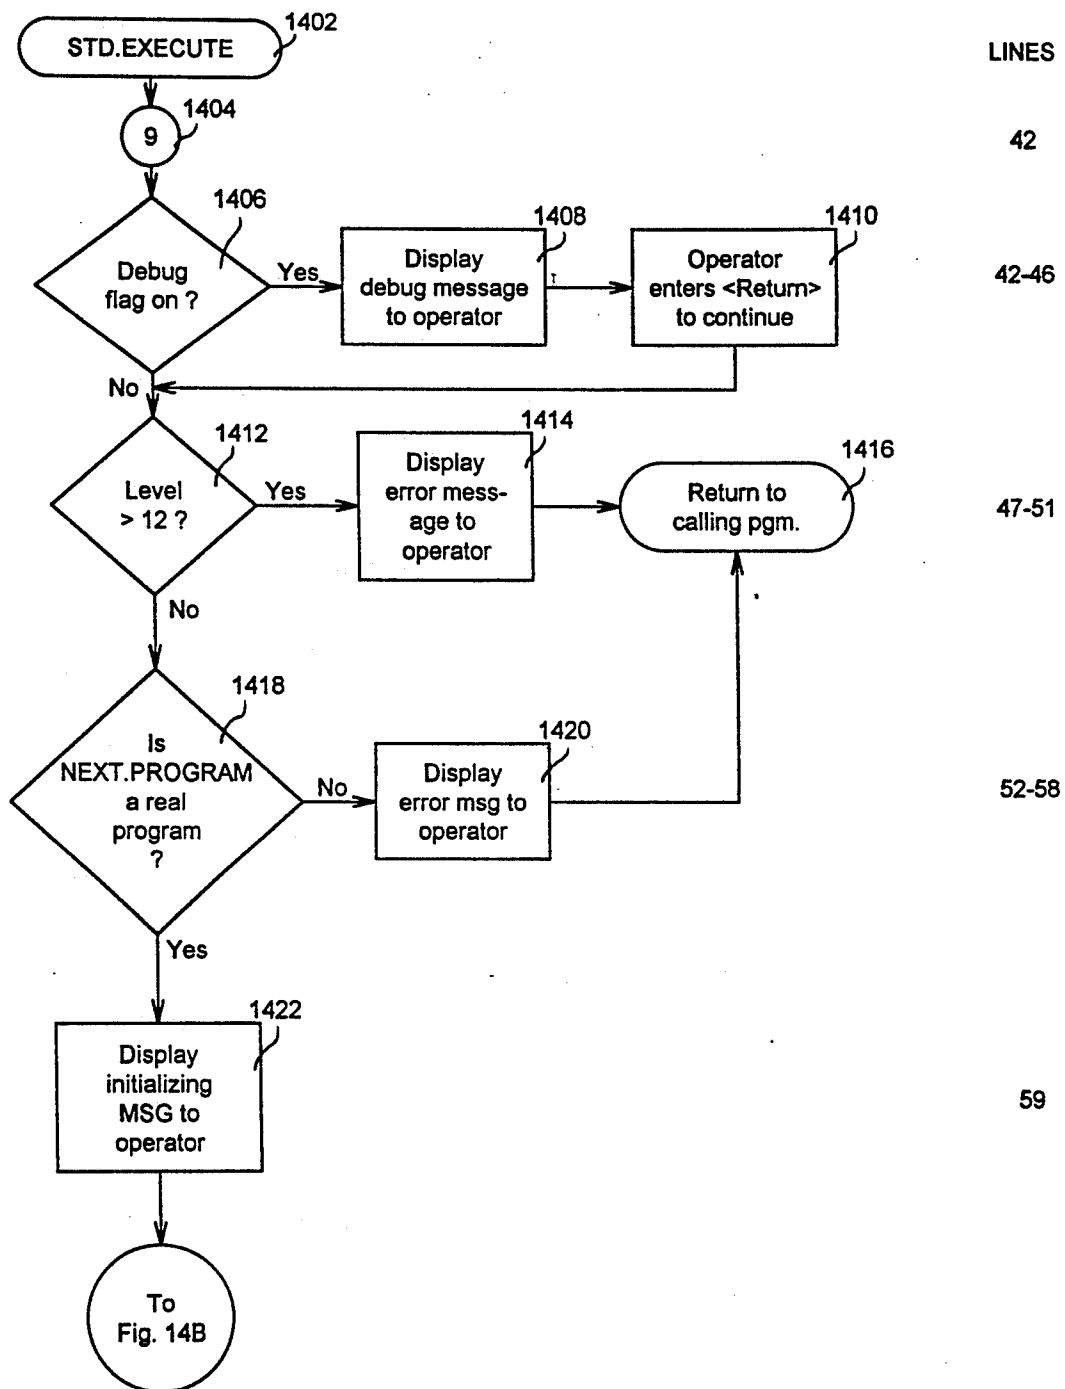 1402
STD.EXECUTE
LINES
1404
9
42
1406
Debug
flag on ?
Yes
1408
Display
debug message
to operator
1410
Operator
enters <Return>
to continue
42-46
No
1412
Level
> 12 ?
Yes
1414
Display
error mess-
age to
operator
1416
Return to
calling pgm.
47-51
No
1418
Is
NEXT.PROGRAM
a real
program
?
No
1420
Display
error msg to
operator
52-58
Yes
1422
Display
initializing
MSG to
operator
59
To
Fig. 14B